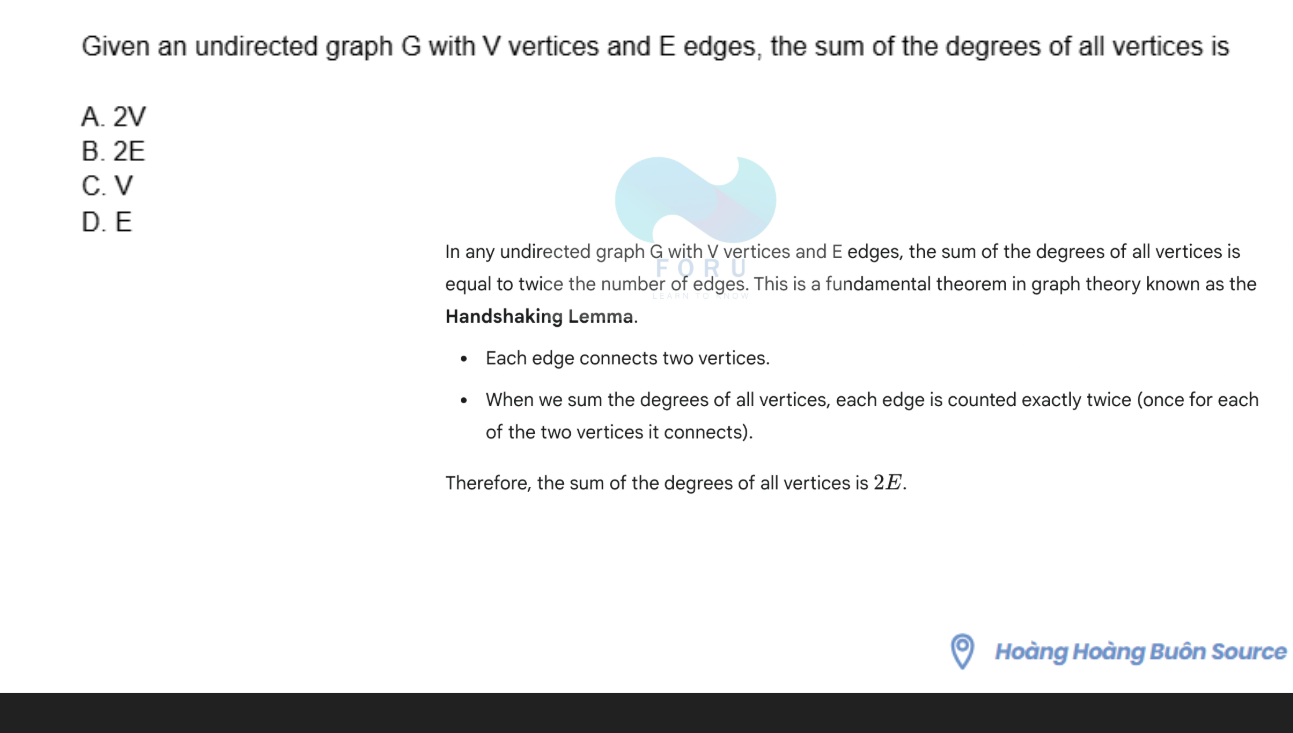 Given an undirected graph G with V vertices and E edges, the sum of the degrees of all vertices is
A. 2V
B. 2E
C. V
D. E
In any undirected graph G with V vertices and E edges, the sum of the degrees of all vertices is
FORU
equal to twice the number of edges. This is a fundamental theorem in graph theory known as the
LEARN TO KNOW
Handshaking Lemma.
• Each edge connects two vertices.
• When we sum the degrees of all vertices, each edge is counted exactly twice (once for each
of the two vertices it connects).
Therefore, the sum of the degrees of all vertices is 2E.
Hoàng Hoàng Buôn Source